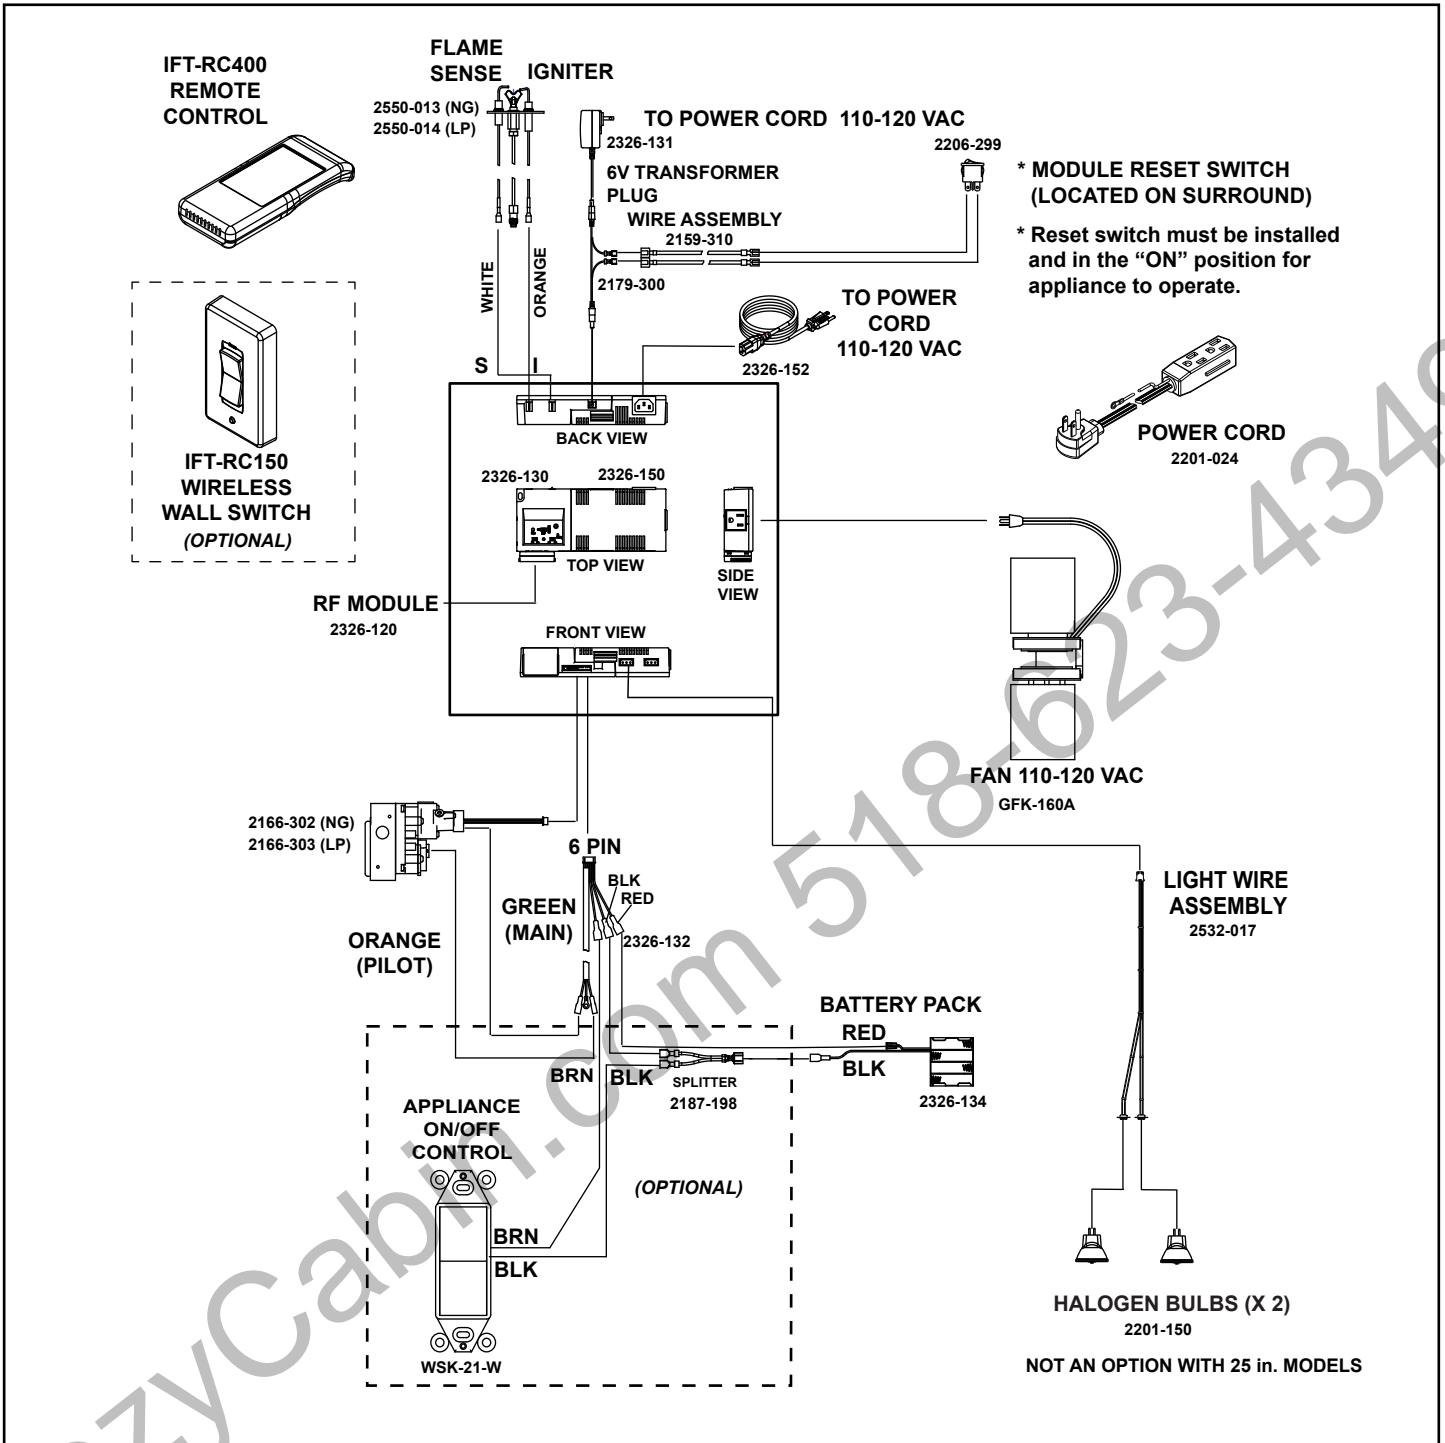 IFT-RC400
REMOTE
CONTROL
FLAME
SENSE
IGNITER
2550-013 (NG)
2550-014 (LP)
TO POWER CORD 110-120 VAC
2326-131
2206-299
6V TRANSFORMER
PLUG
WIRE ASSEMBLY
2159-310
2179-300
* MODULE RESET SWITCH
(LOCATED ON SURROUND)
* Reset switch must be installed
and in the “ON” position for
appliance to operate.
WHITE
ORANGE
S
I
TO POWER
CORD
110-120 VAC
2326-152
IFT-RC150
WIRELESS
WALL SWITCH
(OPTIONAL)
BACK VIEW
POWER CORD
2201-024
2326-130
2326-150
TOP VIEW
SIDE
VIEW
RF MODULE
2326-120
FRONT VIEW
FAN 110-120 VAC
GFK-160A
2166-302 (NG)
2166-303 (LP)
6 PIN
BLK
RED
GREEN
(MAIN)
2326-132
ORANGE
(PILOT)
LIGHT WIRE
ASSEMBLY
2532-017
BATTERY PACK
RED
BLK
2326-134
BRN
BLK
SPLITTER
2187-198
APPLIANCE
ON/OFF
CONTROL
(OPTIONAL)
BRN
BLK
WSK-21-W
HALOGEN BULBS (X 2)
2201-150
NOT AN OPTION WITH 25 in. MODELS
zyCabin.com 518-623-4349